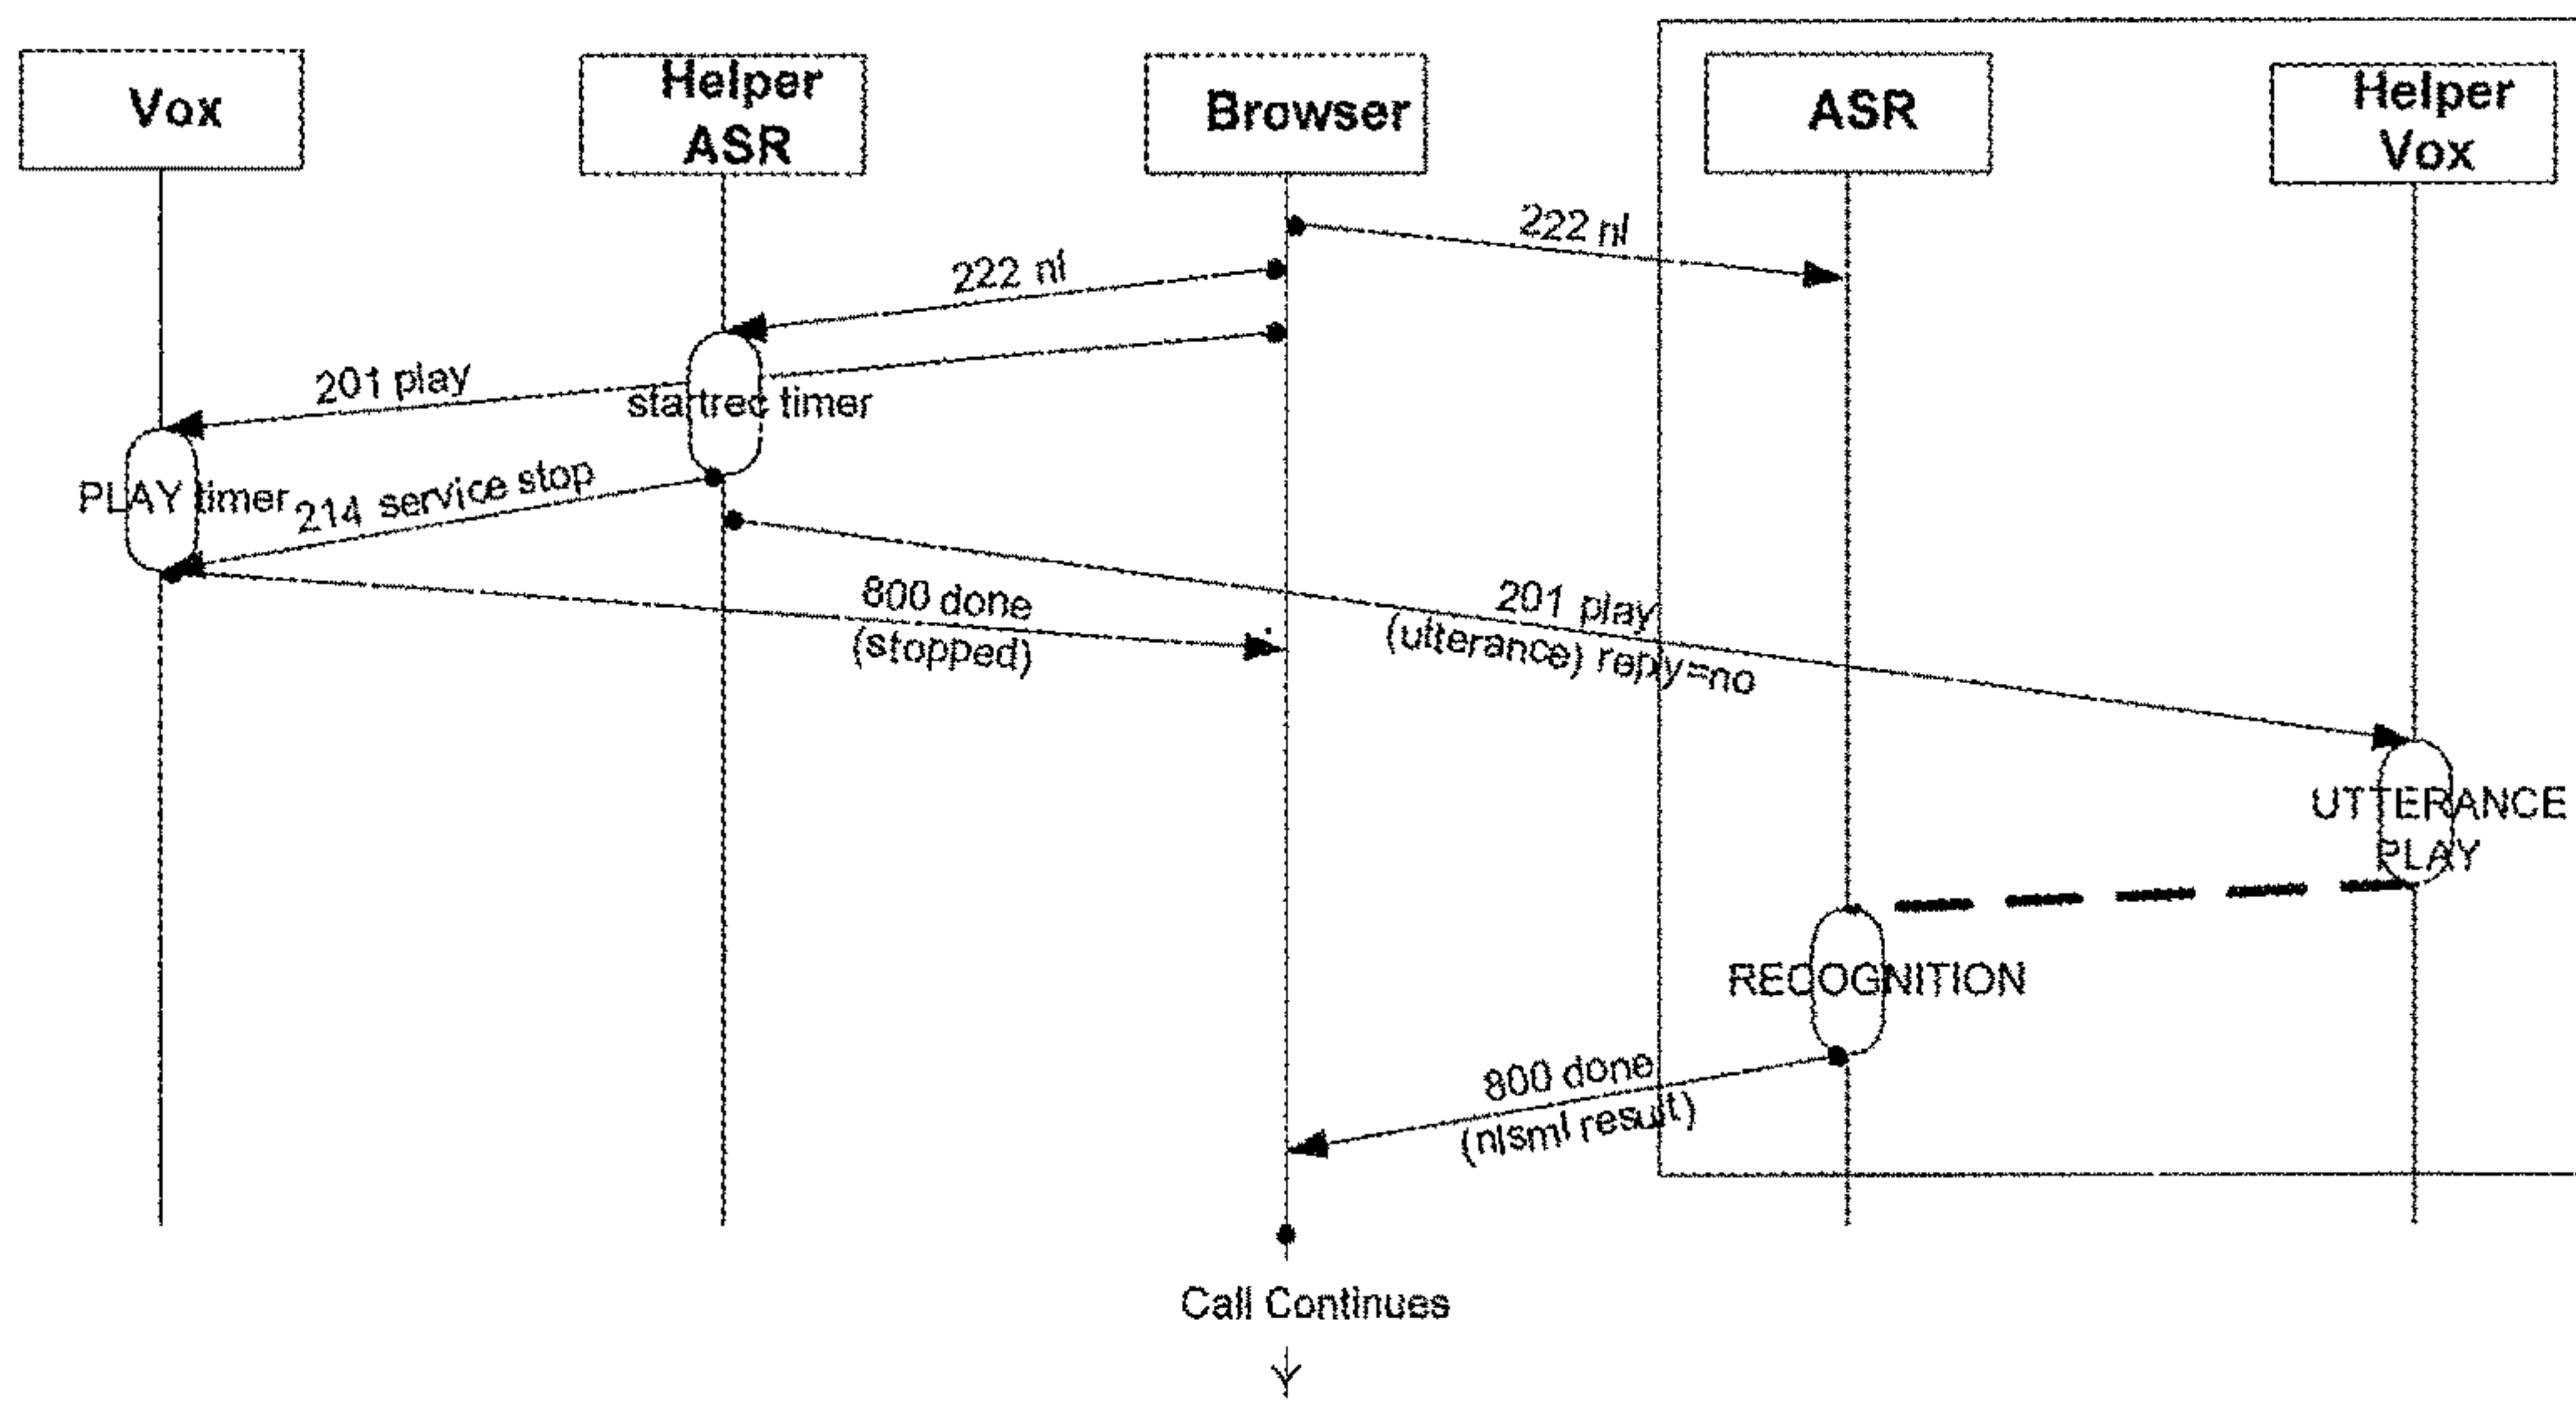 Vox
Helper
ASR
Browser
ASR
Helper
Vox
222 nl
222 nl
201 play
startrec timer
PLAY timer
214 service stop
800 done
(stopped)
201 play
(utterance) reply=no
UTTERANCE
PLAY
RECOGNITION
800 done
(nlsml result)
Call Continues